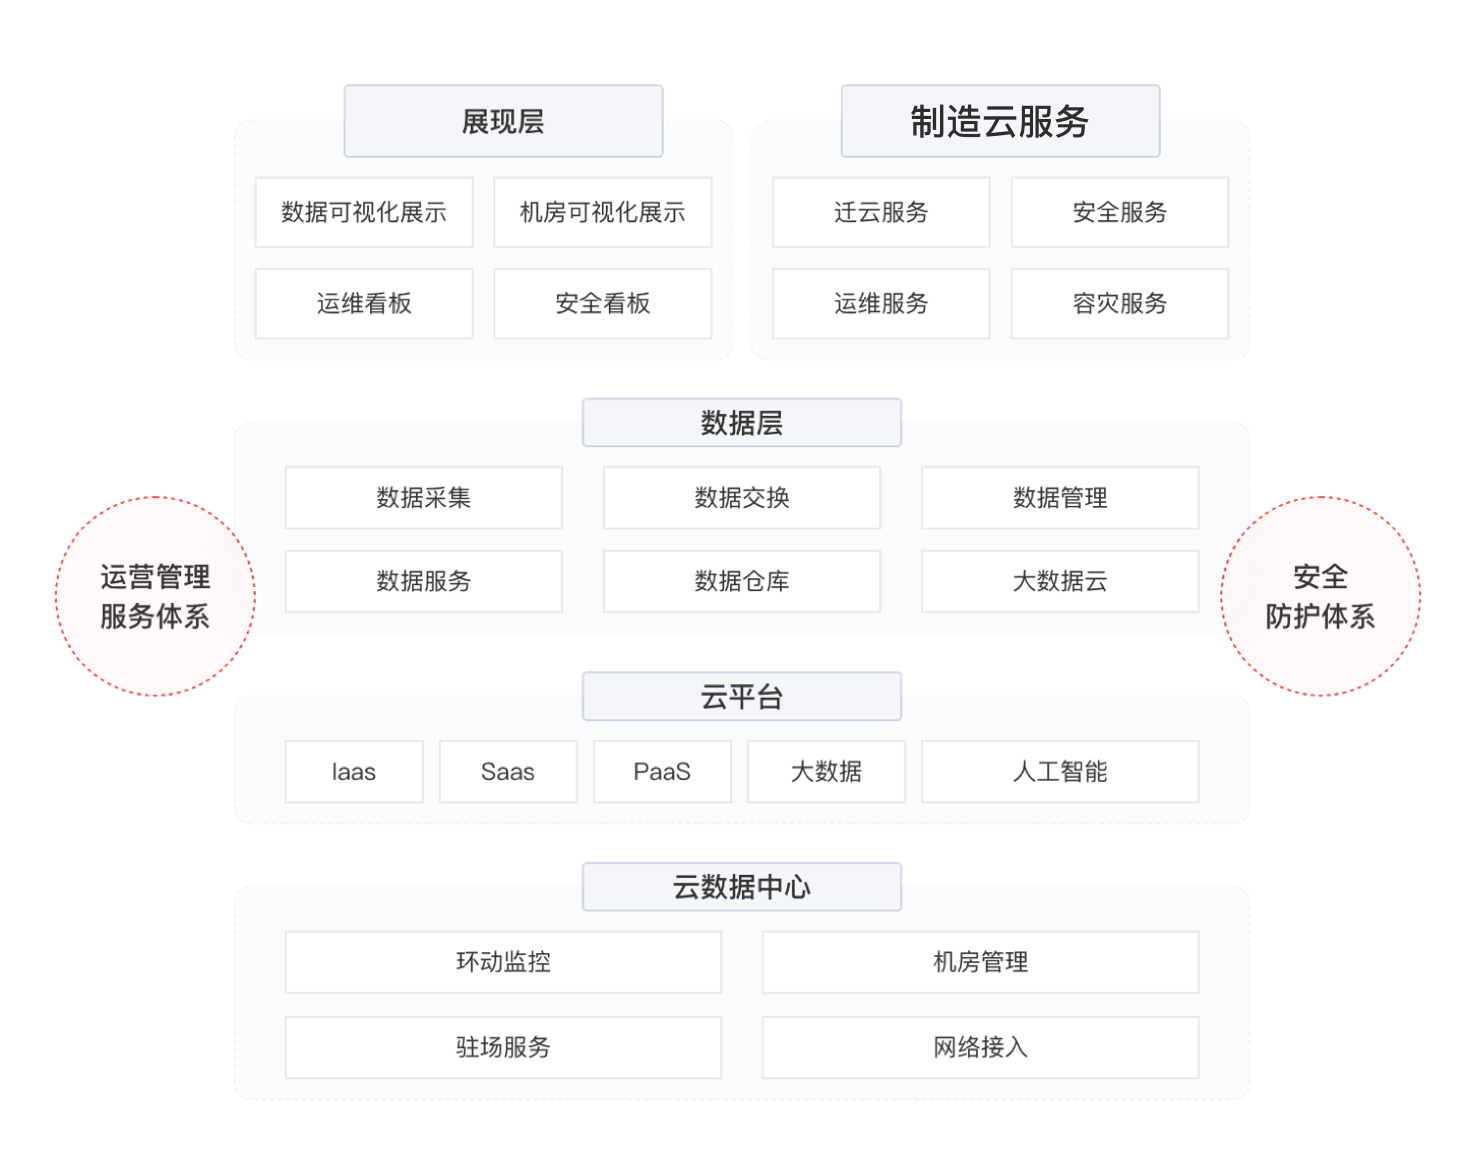 展现层
数据可视化展示
机房可视化展示
运维看板
安全看板
制造云服务
迁云服务
安全服务
运维服务
容灾服务
数据层
数据采集
数据交换
数据管理
数据服务
数据仓库
大数据云
运营管理
服务体系
安全
防护体系
云平台
Iaas
Saas
PaaS
大数据
人工智能
云数据中心
环动监控
机房管理
驻场服务
网络接入